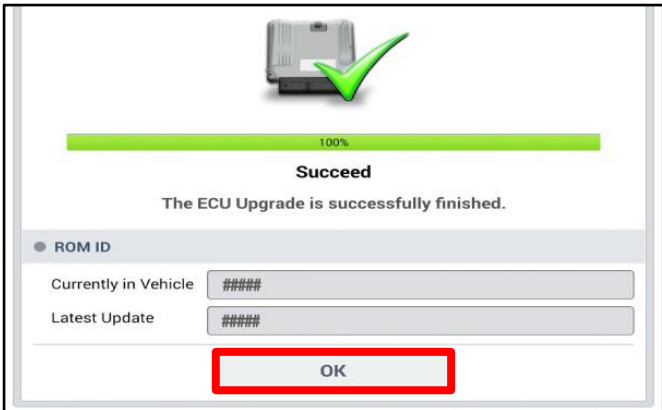 100%
Succeed
The ECU Upgrade is successfully finished.
ROM ID
Currently in Vehicle #####
Latest Update #####
OK